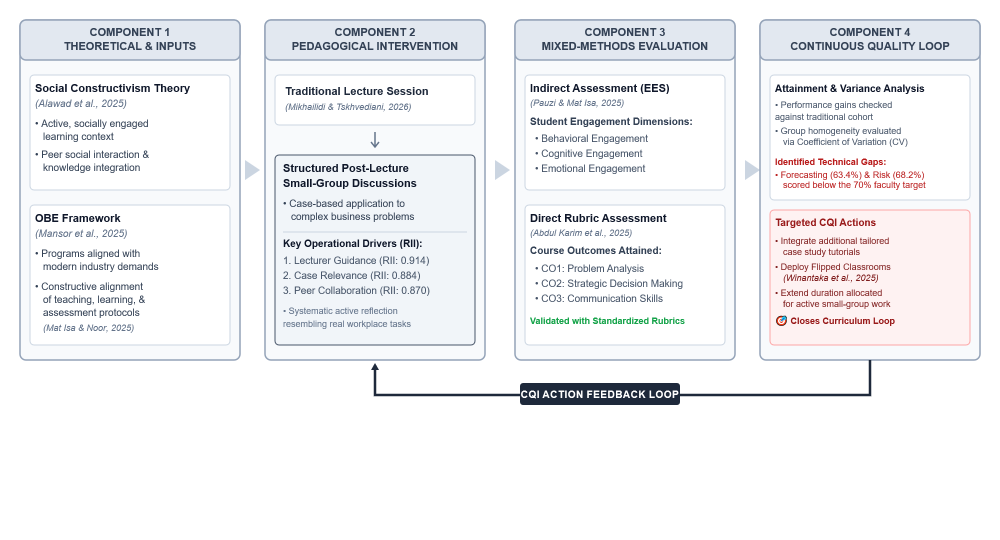 COMPONENT 1
THEORETICAL & INPUTS
Social Constructivism Theory
(Alawad et al., 2025)
• Active, socially engaged
learning context
• Peer social interaction &
knowledge integration
OBE Framework
(Mansor et al., 2025)
• Programs aligned with
modern industry demands
• Constructive alignment
of teaching, learning, &
assessment protocols
(Mat Isa & Noor, 2025)
COMPONENT 2
PEDAGOGICAL INTERVENTION
Traditional Lecture Session
(Mikhailidi & Tskhvediani, 2026)
Structured Post-Lecture
Small-Group Discussions
• Case-based application to
complex business problems
Key Operational Drivers (RII):
1. Lecturer Guidance (RII: 0.914)
2. Case Relevance (RII: 0.884)
3. Peer Collaboration (RII: 0.870)
• Systematic active reflection
resembling real workplace tasks
COMPONENT 3
MIXED-METHODS EVALUATION
Indirect Assessment (EES)
(Pauzi & Mat Isa, 2025)
Student Engagement Dimensions:
• Behavioral Engagement
• Cognitive Engagement
• Emotional Engagement
Direct Rubric Assessment
(Abdul Karim et al., 2025)
Course Outcomes Attained:
• CO1: Problem Analysis
• CO2: Strategic Decision Making
• CO3: Communication Skills
Validated with Standardized Rubrics
COMPONENT 4
CONTINUOUS QUALITY LOOP
Attainment & Variance Analysis
• Performance gains checked
against traditional cohort
• Group homogeneity evaluated
via Coefficient of Variation (CV)
Identified Technical Gaps:
• Forecasting (63.4%) & Risk (68.2%)
scored below the 70% faculty target
Targeted CQI Actions
• Integrate additional tailored
case study tutorials
• Deploy Flipped Classrooms
(Winantaka et al., 2025)
• Extend duration allocated
for active small-group work
🎯 Closes Curriculum Loop
CQI ACTION FEEDBACK LOOP